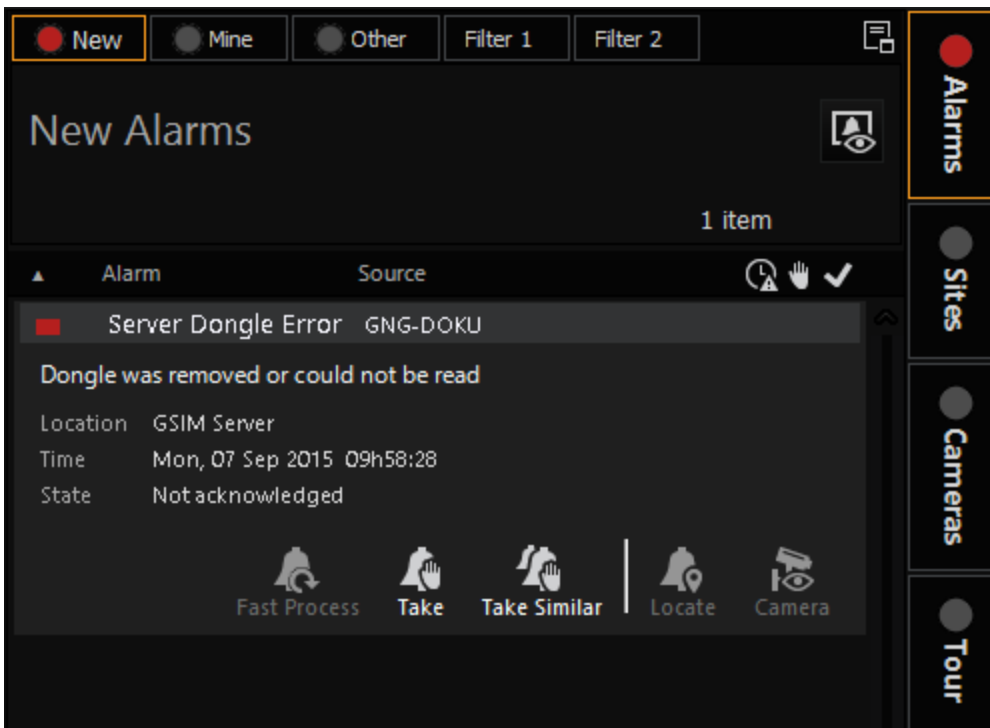 New Mine Other Filter 1 Filter 2
New Alarms
1 item
Alarm Source
Server Dongle Error GNG-DOKU
Dongle was removed or could not be read
Location GSIM Server
Time Mon, 07 Sep 2015 09h58:28
State Not acknowledged
Fast Process Take Take Similar Locate Camera
Alarms
Sites
Cameras
Tour